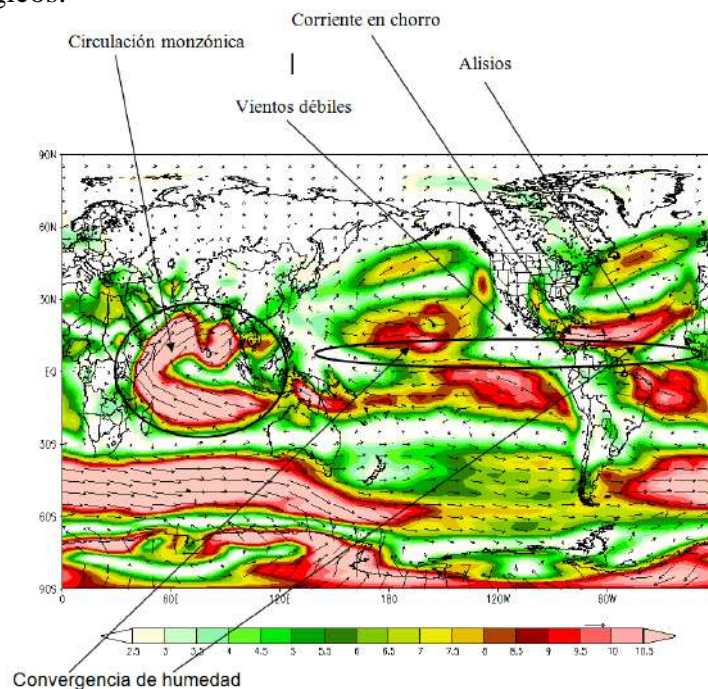 gicos.
Corriente en chorro
Circulación monzónica
Alisios
Vientos débiles
90N
60N
30N
EQ
30S
60S
90S
0 60E 120E 180 120W 60W
2.5 3 3.5 4 4.5 5 5.5 6 6.5 7 7.5 8 8.5 9 9.5 10 10.5
Convergencia de humedad